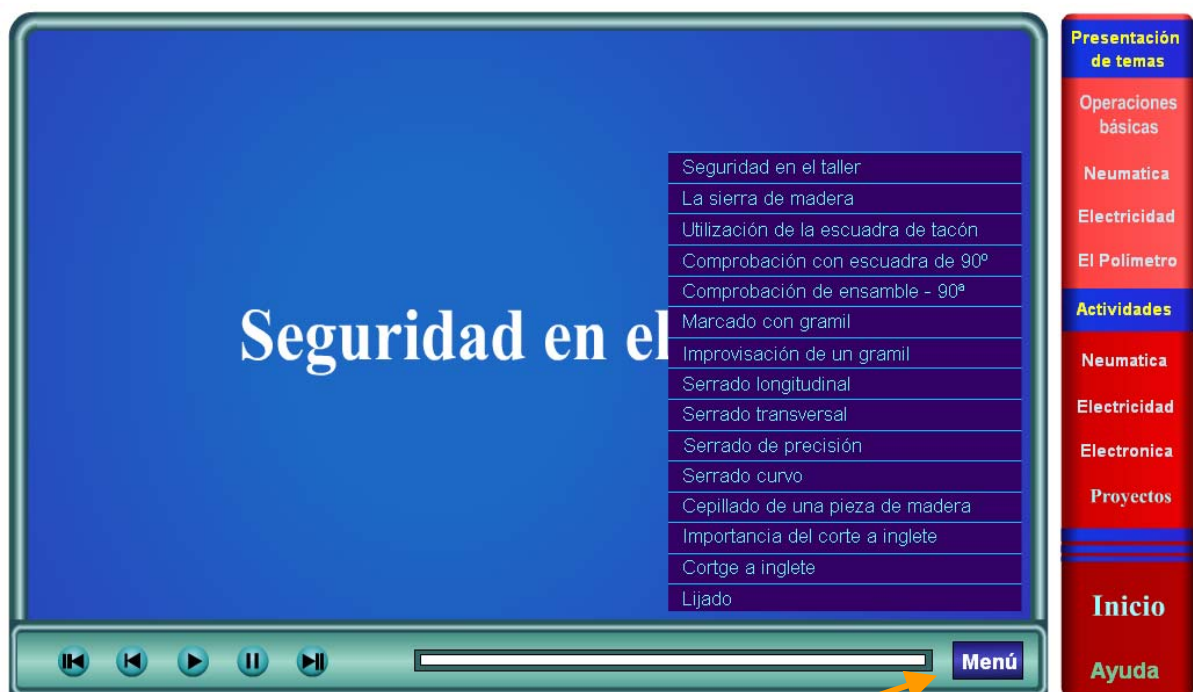 Seguridad en el
Seguridad en el taller
La sierra de madera
Utilización de la escuadra de tacón
Comprobación con escuadra de 90º
Comprobación de ensamble - 90ª
Marcado con gramil
Improvisación de un gramil
Serrado longitudinal
Serrado transversal
Serrado de precisión
Serrado curvo
Cepillado de una pieza de madera
Importancia del corte a inglete
Cortge a inglete
Lijado
Menú
Presentación
de temas
Operaciones
básicas
Neumatica
Electricidad
El Polimetro
Actividades
Neumatica
Electricidad
Electronica
Proyectos
Inicio
Ayuda